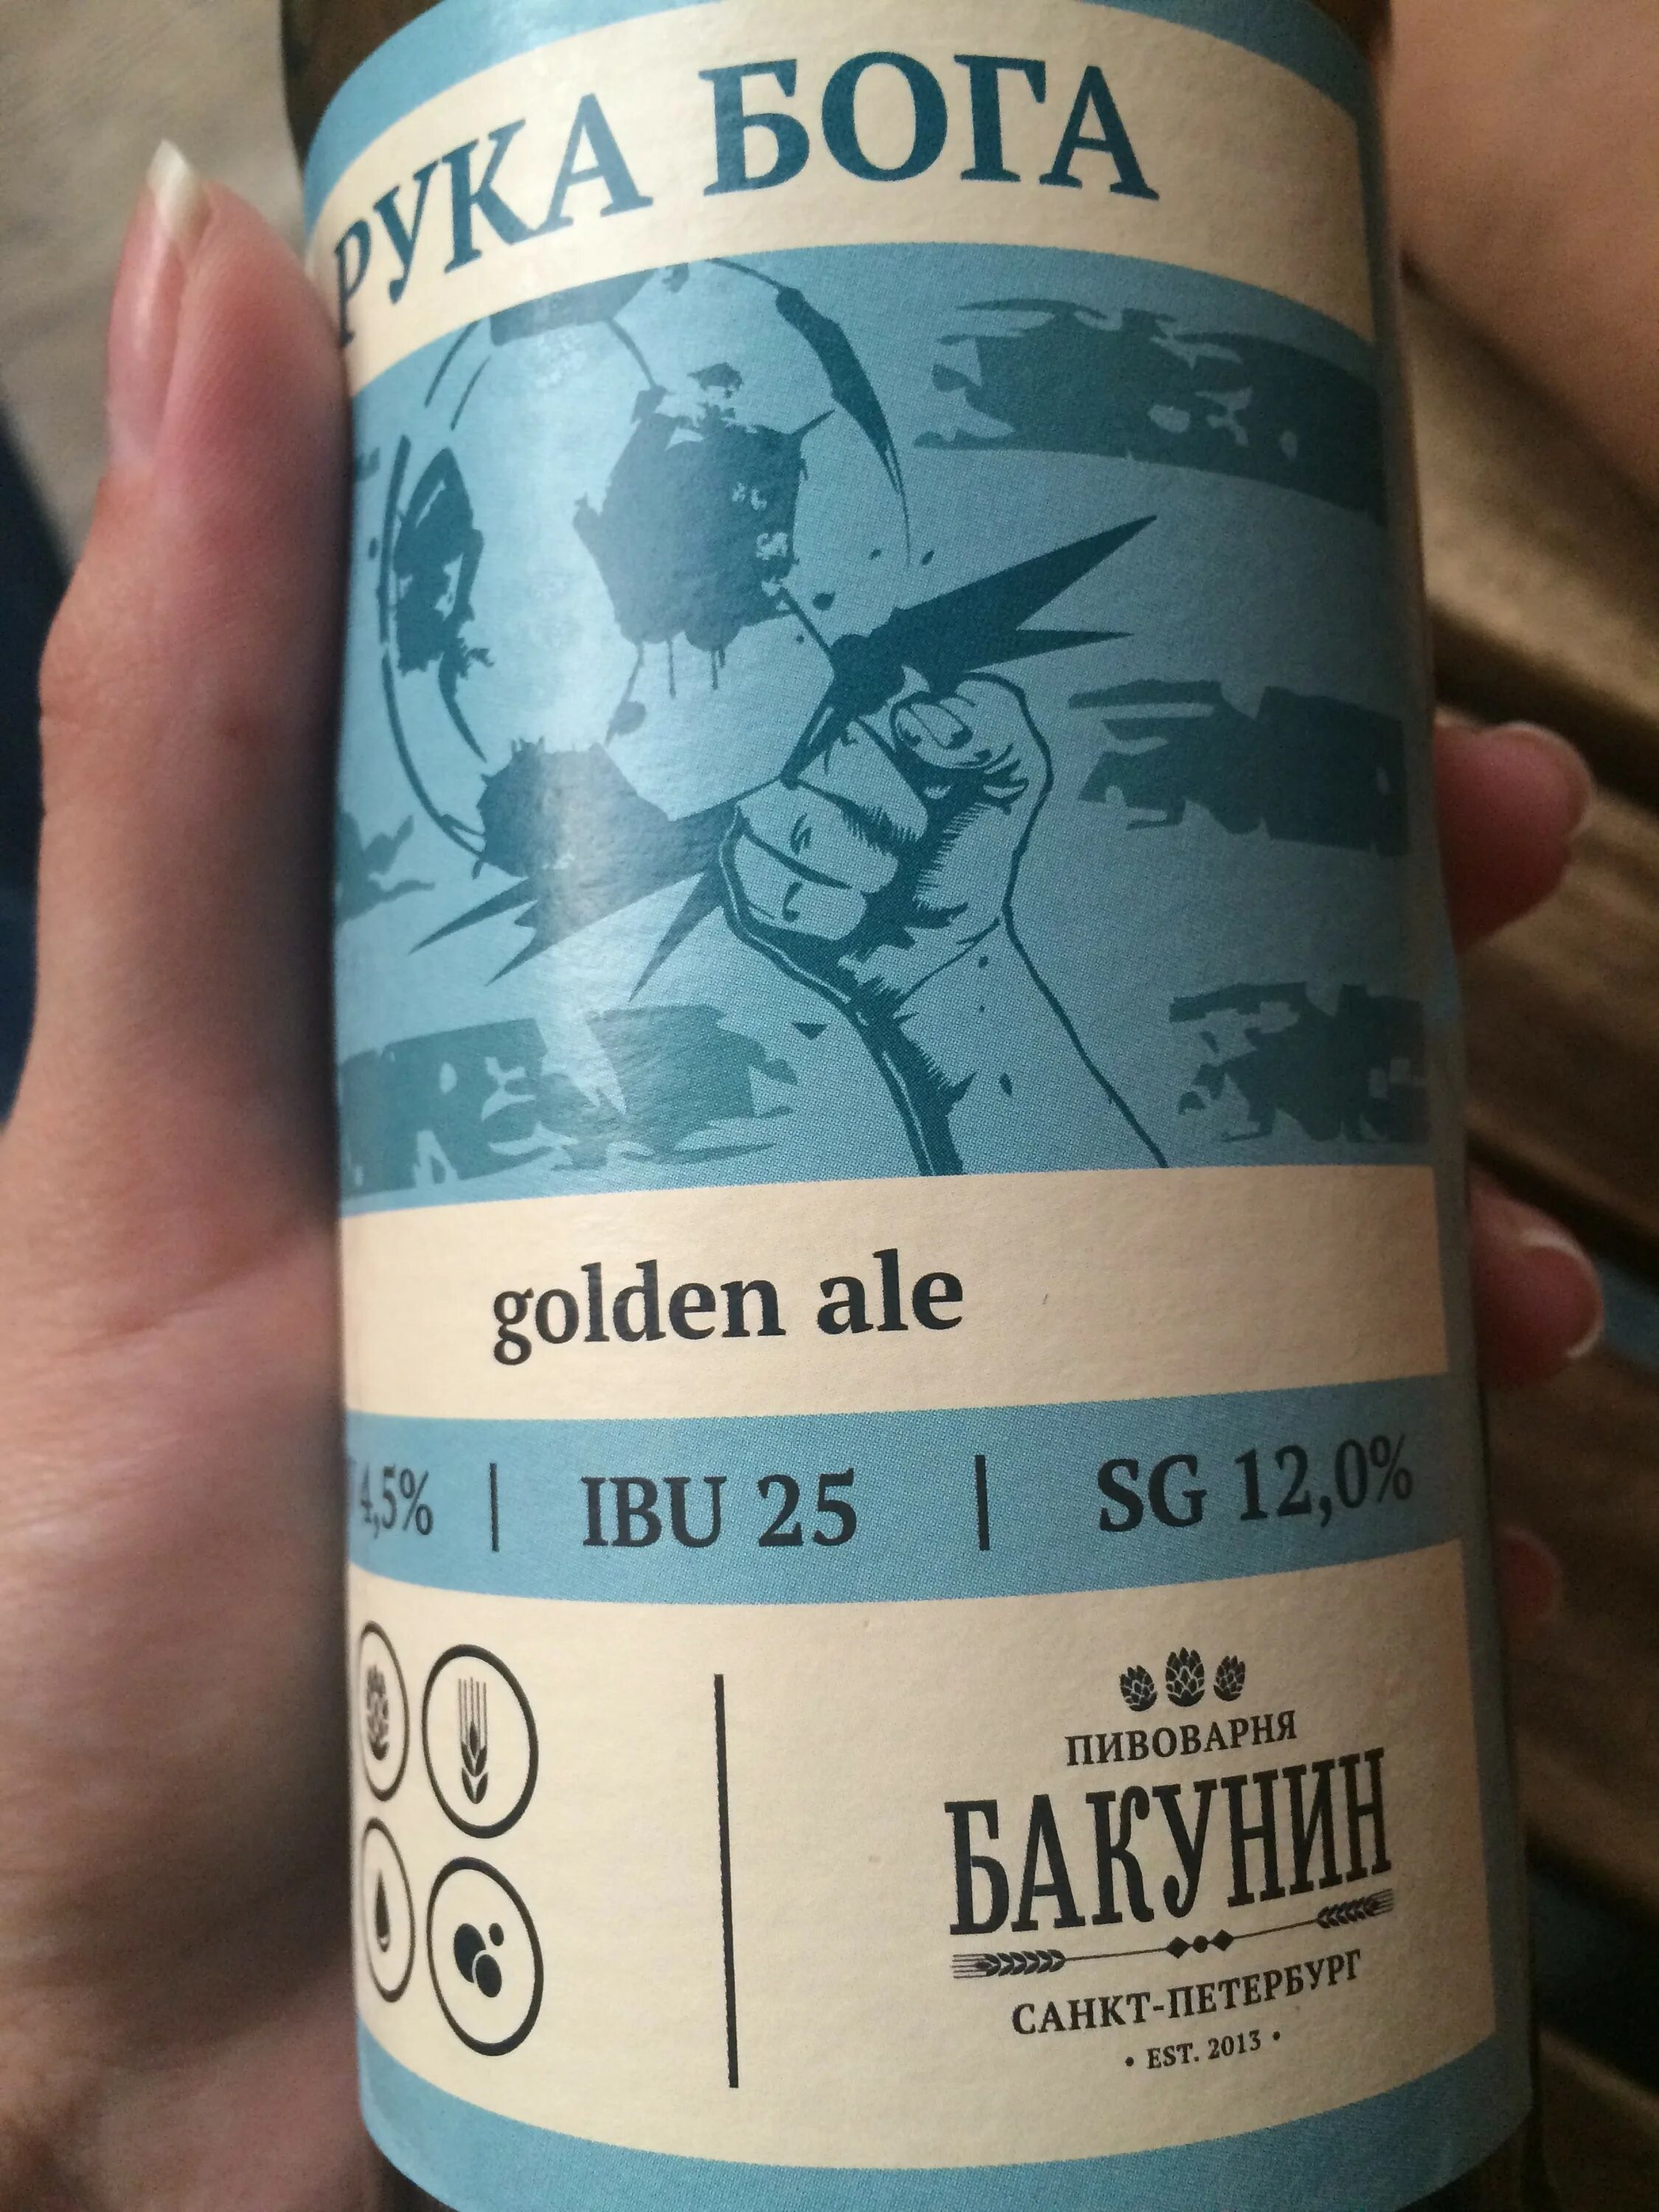 РУКА БОГА
golden ale
4,5% | IBU 25 | SG 12,0%
ПИВОВАРНЯ
БАКУНИН
САНКТ-ПЕТЕРБУРГ
• EST. 2013 •